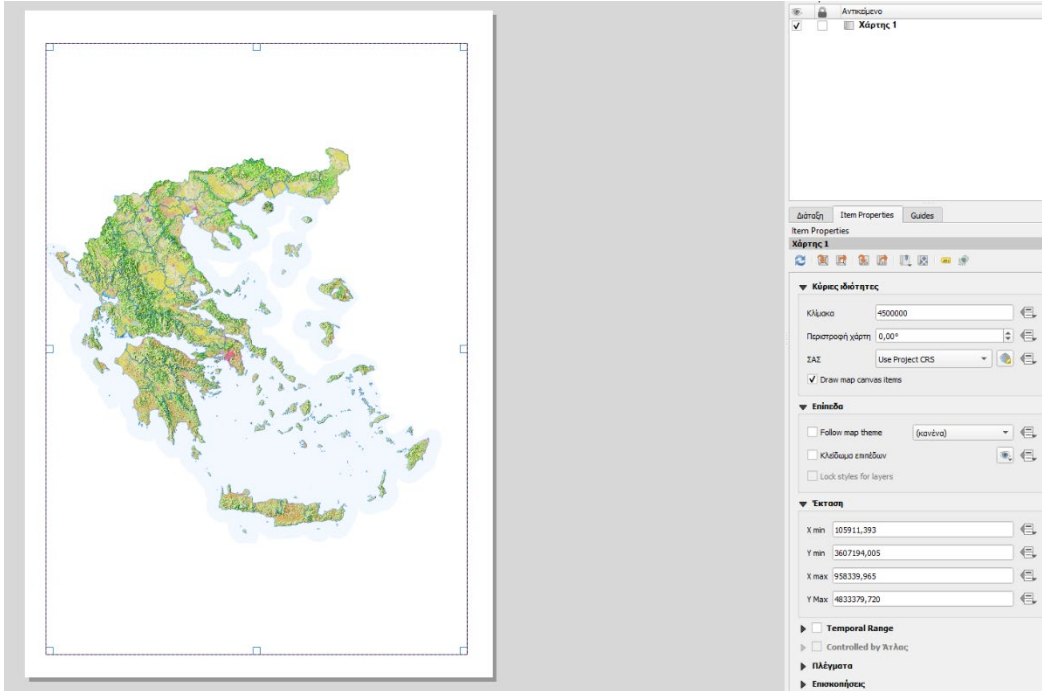 Αντικείμενο
Χάρτης 1
Διάταξη Item Properties Guides
Item Properties
Χάρτης 1
Κύριες ιδιότητες
Κλίμακα 4500000
Περιστροφή χάρτη 0,00°
ΣΑΣ Use Project CRS
Draw map canvas items
Επίπεδα
Follow map theme (κανένα)
Κλείδωμα επιπέδων
Lock styles for layers
Έκταση
X min 105911,393
Y min 3607194,005
X max 958339,965
Y Max 4833379,720
Temporal Range
Controlled by Άτλας
Πλέγματα
Επισκοπήσεις